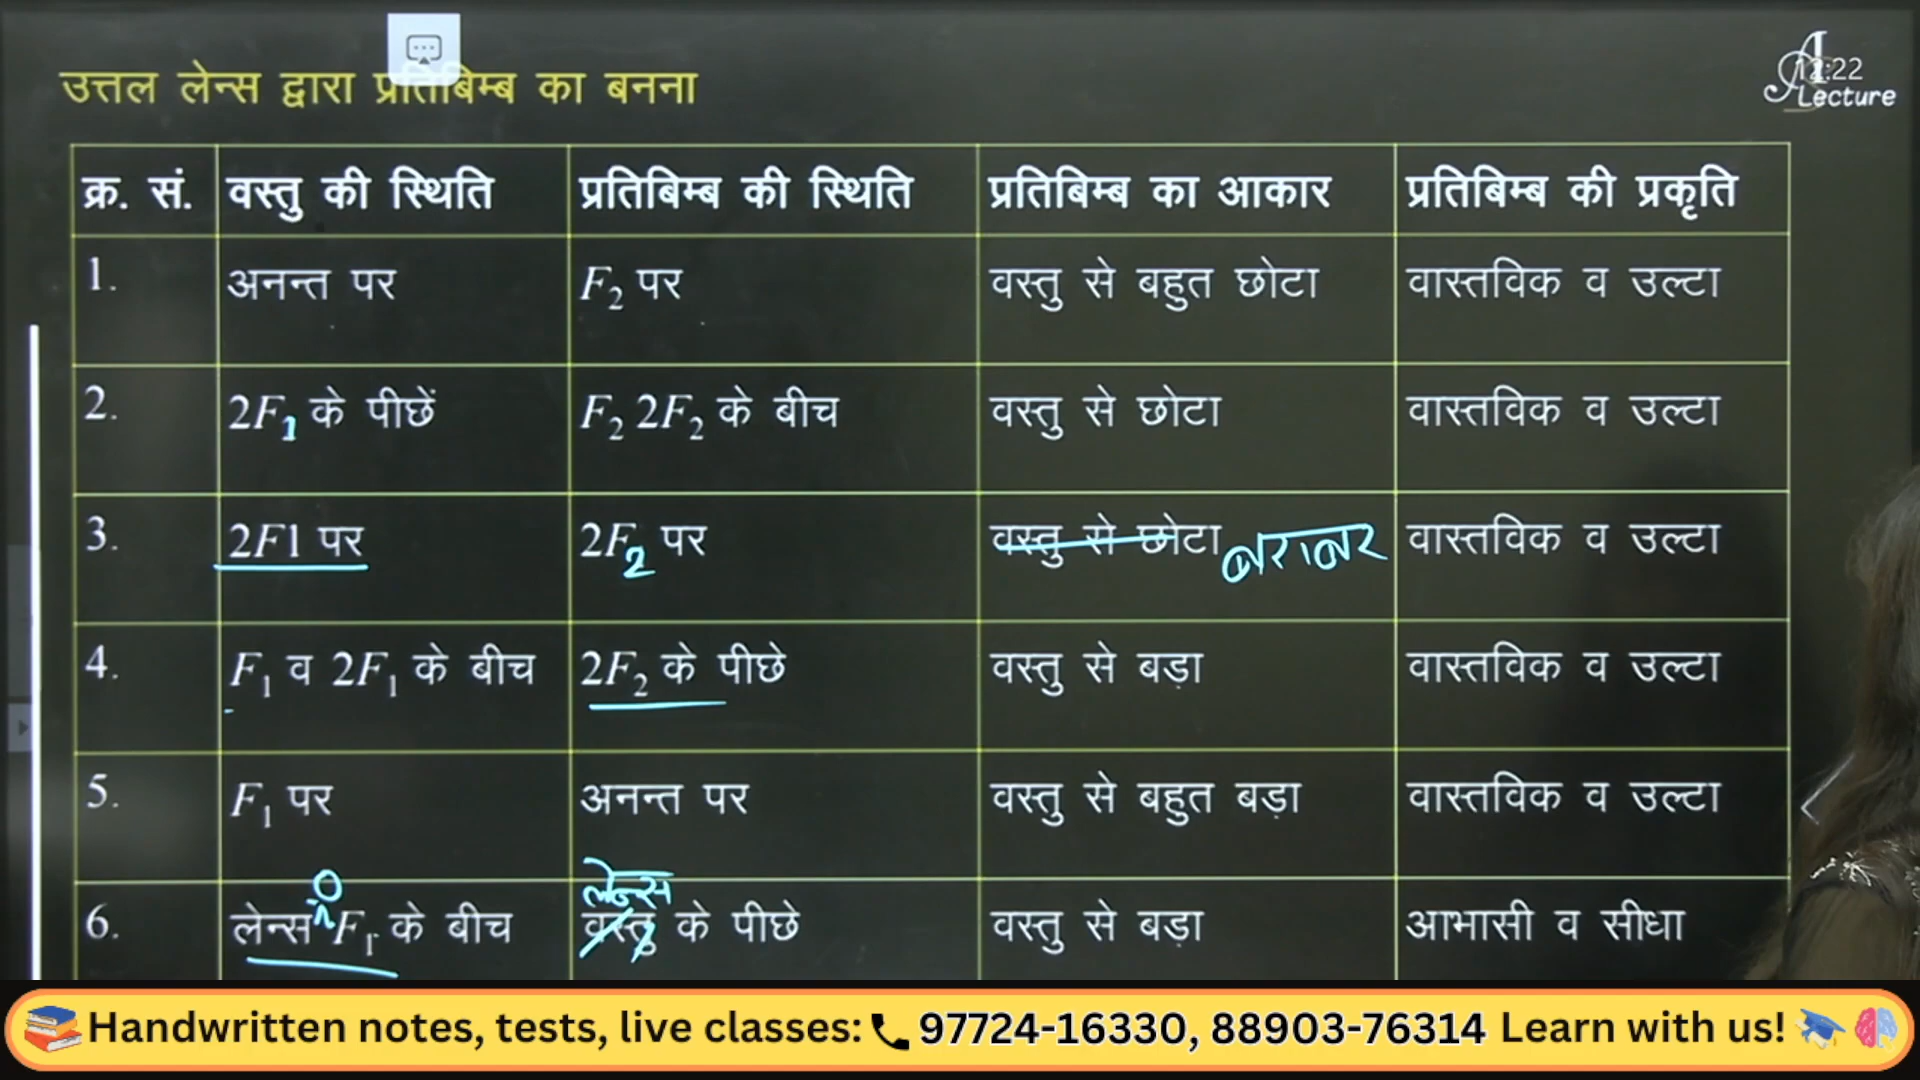 उत्तल लेन्स द्वारा प्रतिबिम्ब का बनना
12:22
Lecture
क्र. सं. वस्तु की स्थिति प्रतिबिम्ब की स्थिति प्रतिबिम्ब का आकार प्रतिबिम्ब की प्रकृति
1. अनन्त पर F₂ पर वस्तु से बहुत छोटा वास्तविक व उल्टा
2. 2F₁ के पीछें F₂ 2F₂ के बीच वस्तु से छोटा वास्तविक व उल्टा
3. 2F1 पर 2F₂ पर वस्तु से छोटा बराबर वास्तविक व उल्टा
4. F₁ व 2F₁ के बीच 2F₂ के पीछे वस्तु से बड़ा वास्तविक व उल्टा
5. F₁ पर अनन्त पर वस्तु से बहुत बड़ा वास्तविक व उल्टा
O लेन्स
6. लेन्स F₁ के बीच वस्तु के पीछे वस्तु से बड़ा आभासी व सीधा
Handwritten notes, tests, live classes: 97724-16330, 88903-76314 Learn with us!